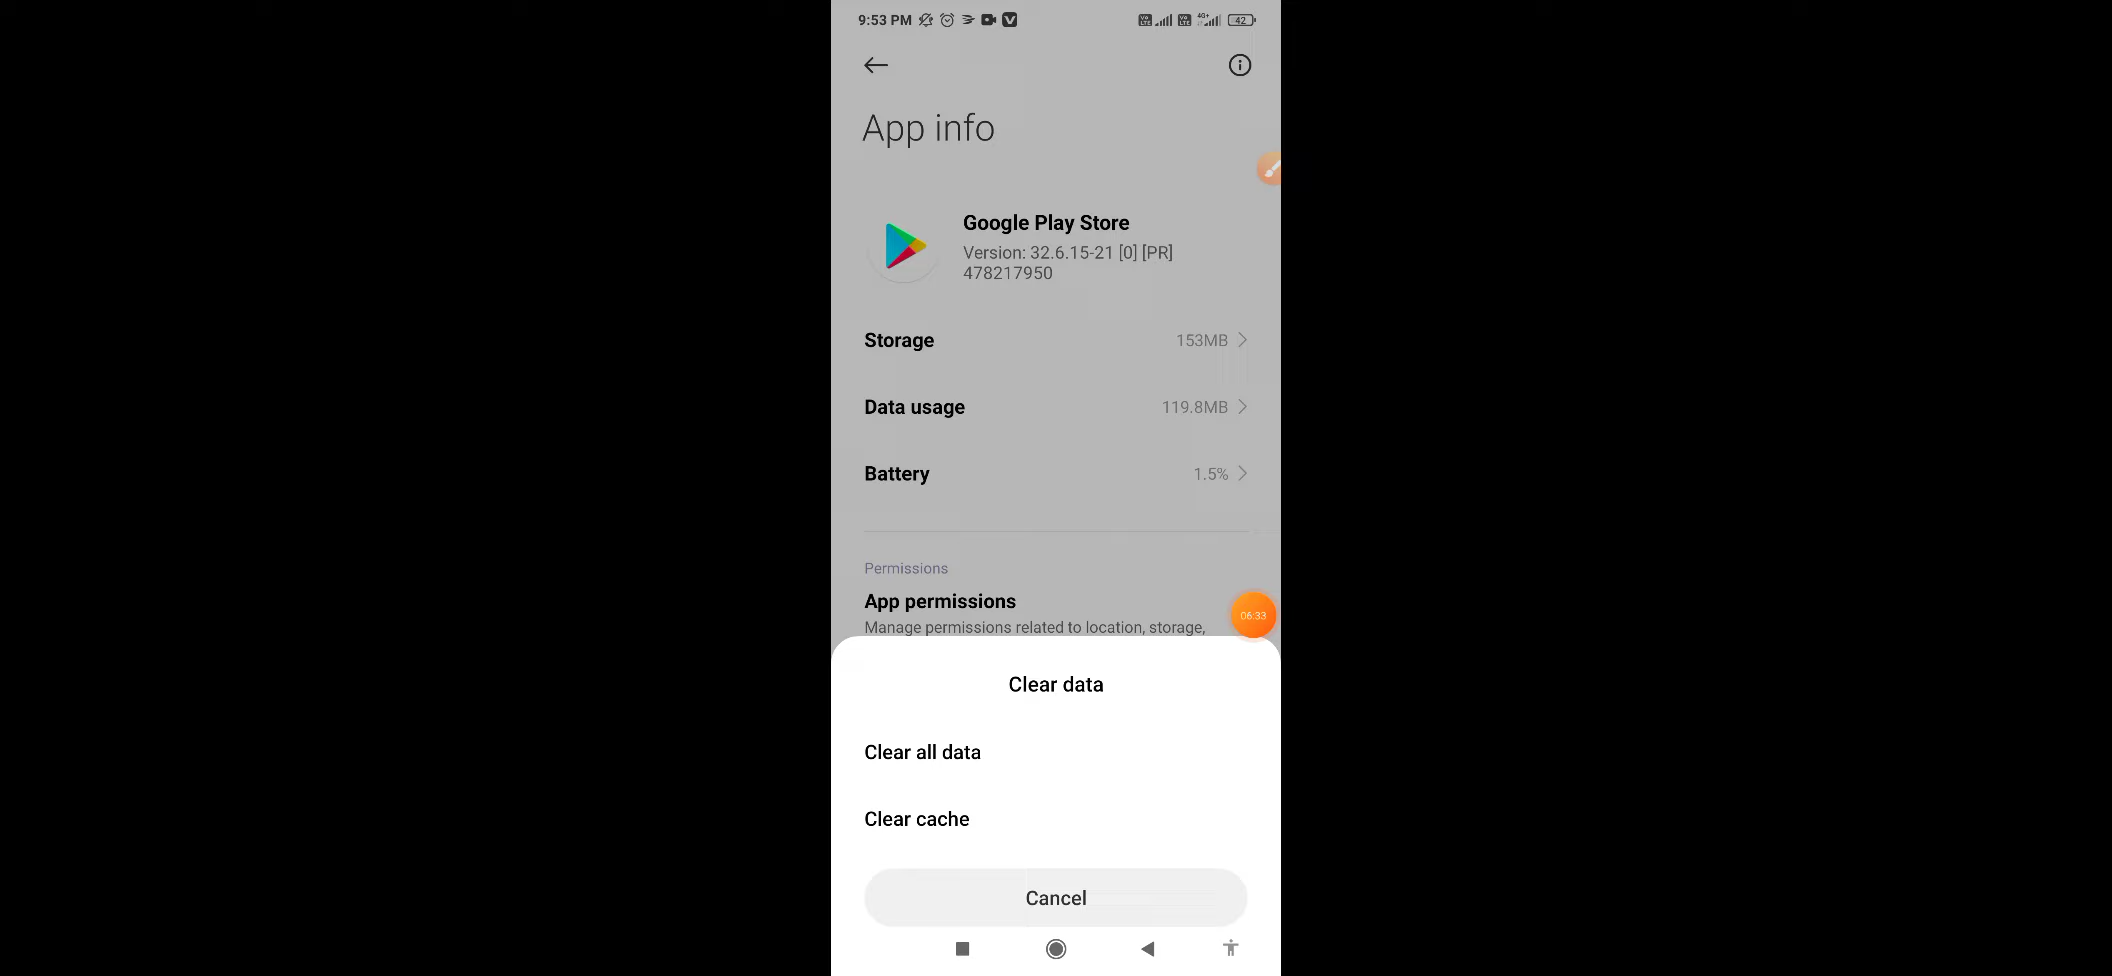 9:53 PM
42
App info
Google Play Store
Version: 32.6.15-21 [0] [PR]
478217950
Storage 153MB
Data usage 119.8MB
Battery 1.5%
Permissions
App permissions
Manage permissions related to location, storage,
06:33
Clear data
Clear all data
Clear cache
Cancel